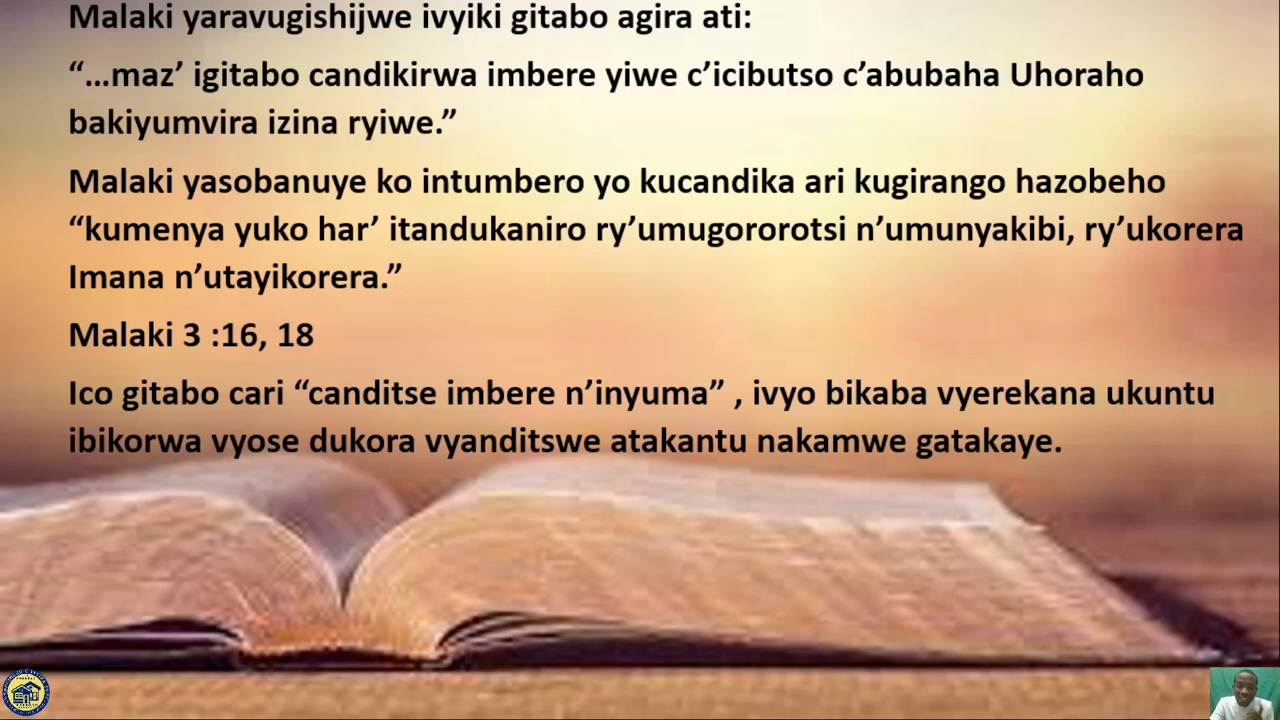 Malaki yaravugishijwe ivyiki gitabo agira ati:
“...maz’ igitabo candikirwa imbere yiwe c’icibutso c’abubaha Uhoraho
bakiyumvira izina ryiwe.”
Malaki yasobanuye ko intumbero yo kucandika ari kugirango hazobeho
“kumenya yuko har’ itandukaniro ry’umugororotsi n’umunyakibi, ry’ukorera
Imana n’utayikorera.”
Malaki 3 :16, 18
Ico gitabo cari “canditse imbere n’inyuma” , ivyo bikaba vyerekana ukuntu
ibikorwa vyose dukora vyanditswe atakantu nakamwe gatakaye.